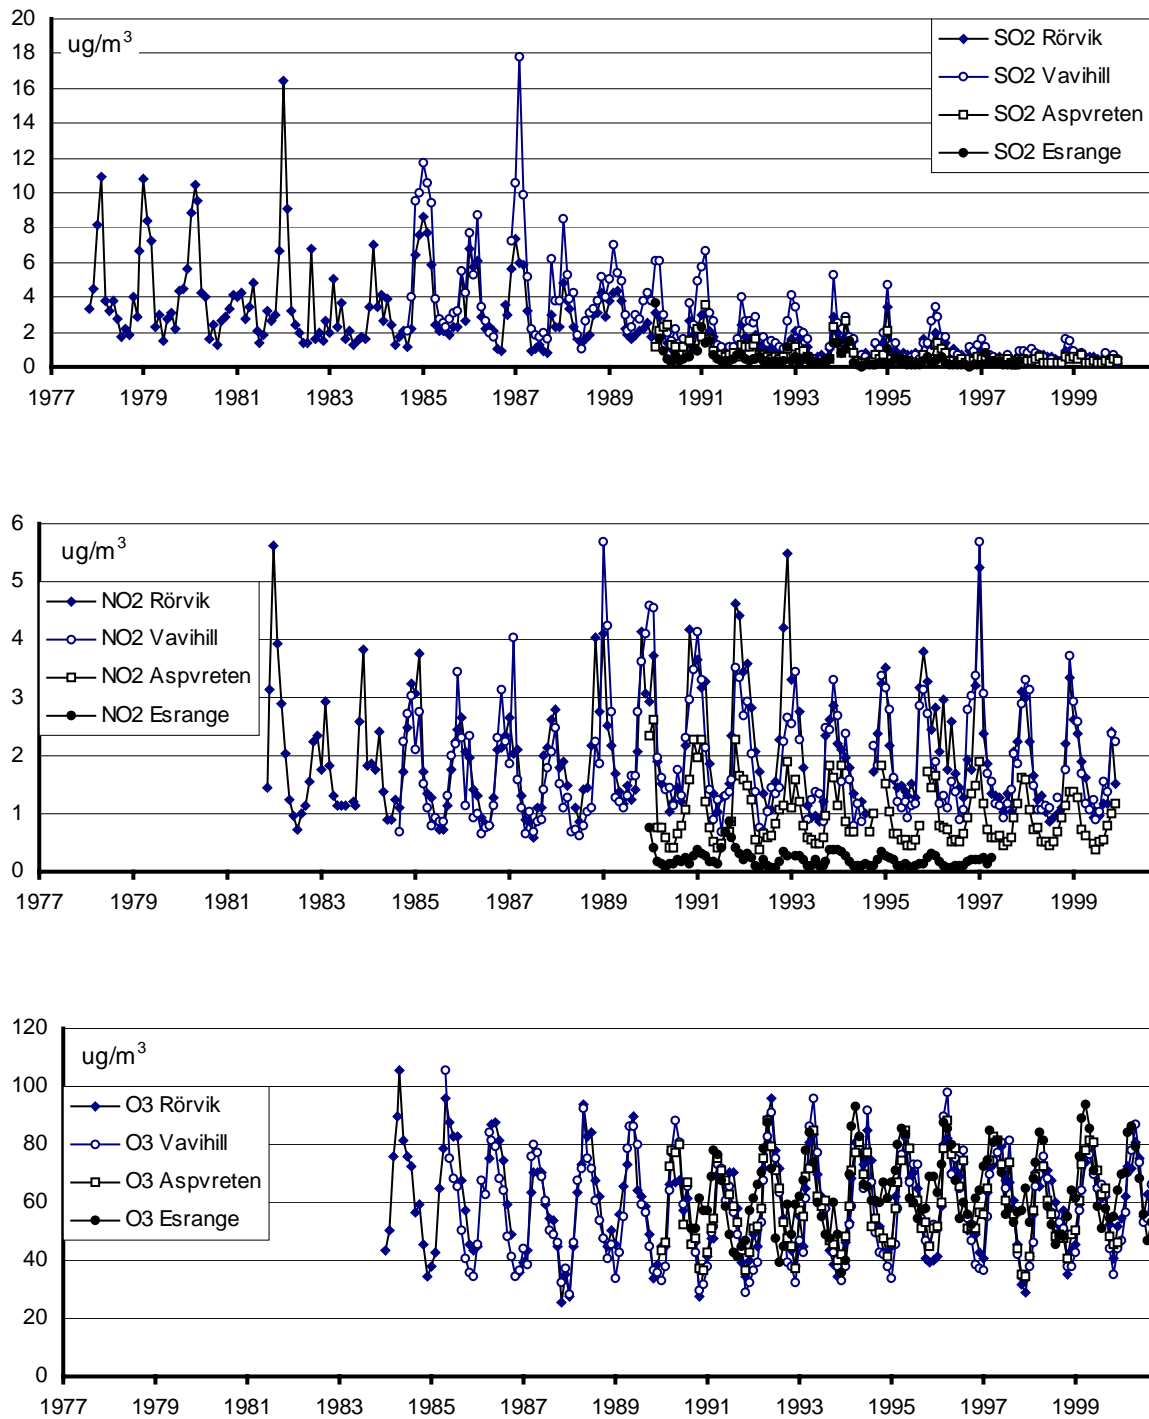 20
18
16
14
12
10
8
6
4
2
0
ug/m³
SO2 Rörvik
SO2 Vavihill
SO2 Aspvreten
SO2 Esrange
1977 1979 1981 1983 1985 1987 1989 1991 1993 1995 1997 1999
6
5
4
3
2
1
0
ug/m³
NO2 Rörvik
NO2 Vavihill
NO2 Aspvreten
NO2 Esrange
1977 1979 1981 1983 1985 1987 1989 1991 1993 1995 1997 1999
120
100
80
60
40
20
0
ug/m³
O3 Rörvik
O3 Vavihill
O3 Aspvreten
O3 Esrange
1977 1979 1981 1983 1985 1987 1989 1991 1993 1995 1997 1999